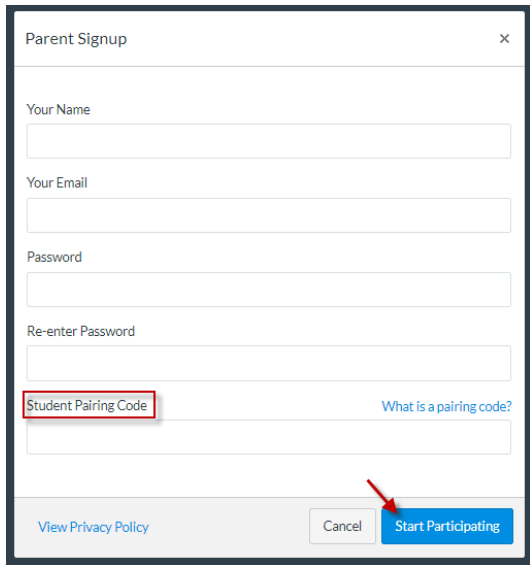 Parent Signup ×
Your Name
Your Email
Password
Re-enter Password
Student Pairing Code What is a pairing code?
View Privacy Policy Cancel Start Participating